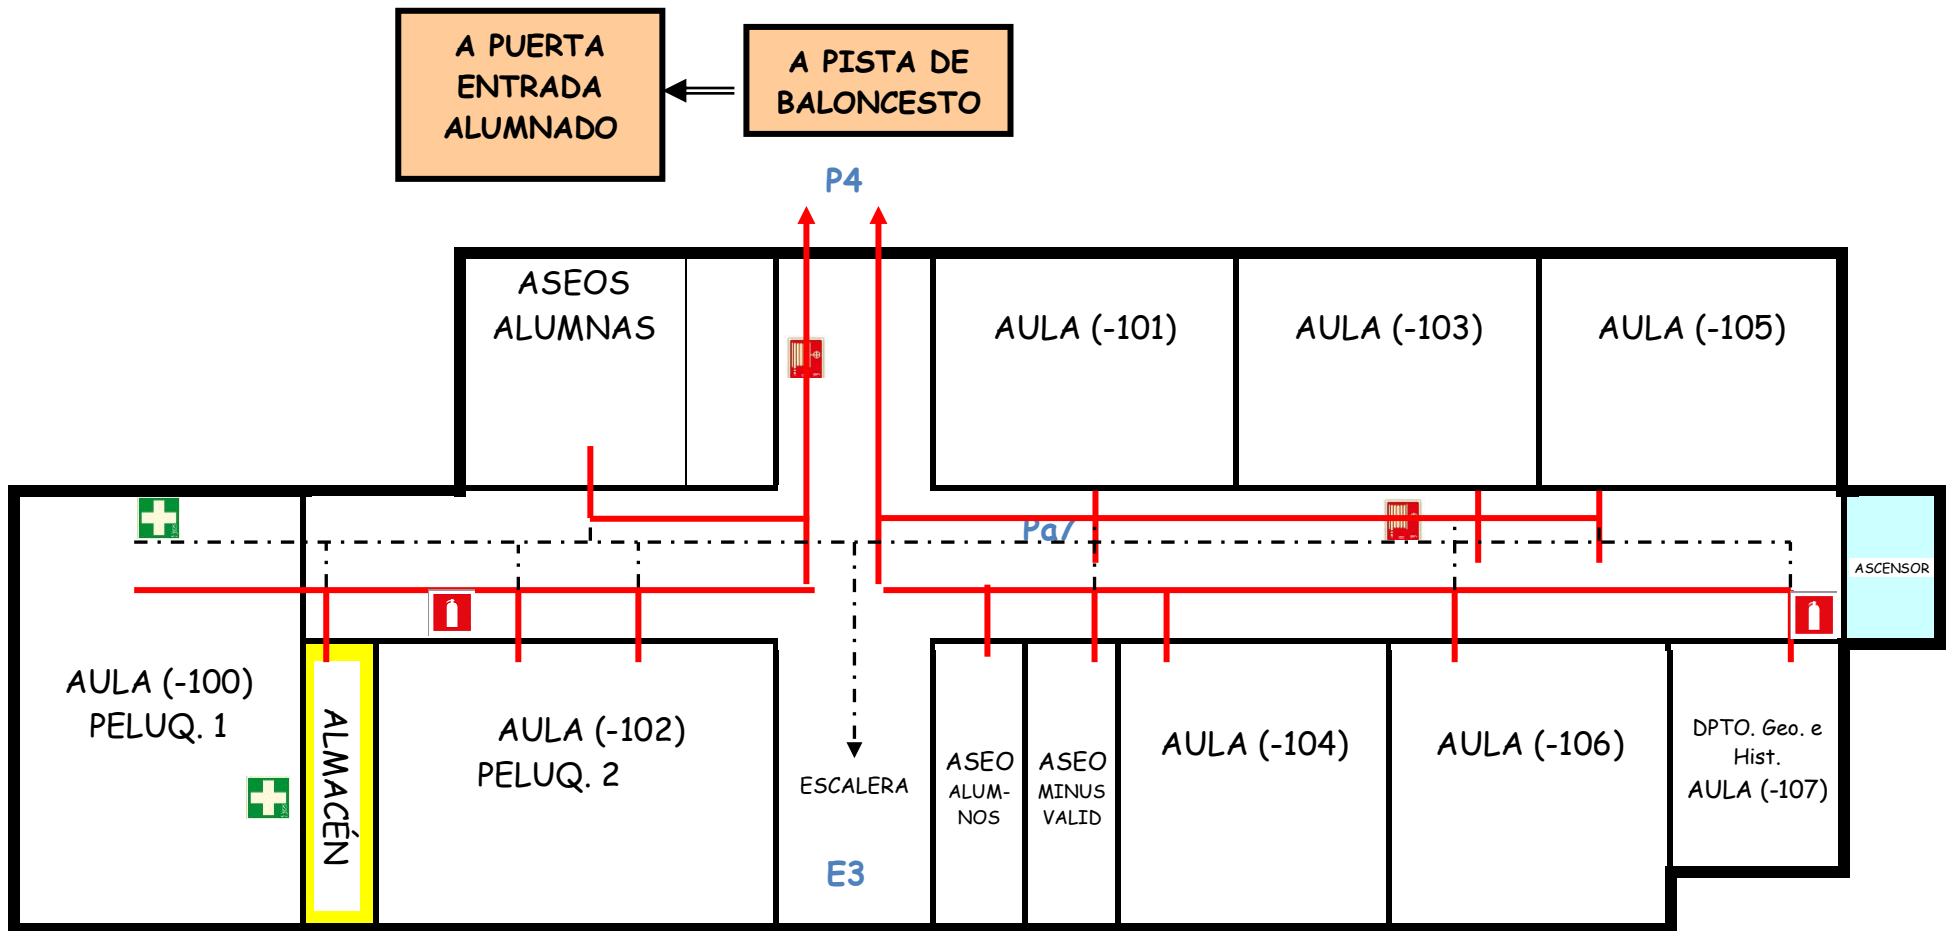 A PUERTA
ENTRADA
ALUMNADO
A PISTA DE
BALONCESTO
P4
ASEOS
ALUMNAS
AULA (-101)
AULA (-103)
AULA (-105)
Pa7
ASCENSOR
AULA (-100)
PELUQ. 1
ALMACÉN
AULA (-102)
PELUQ. 2
ESCALERA
E3
ASEO
ALUM-
NOS
ASEO
MINUS
VALID
AULA (-104)
AULA (-106)
DPTO. Geo. e
Hist.
AULA (-107)